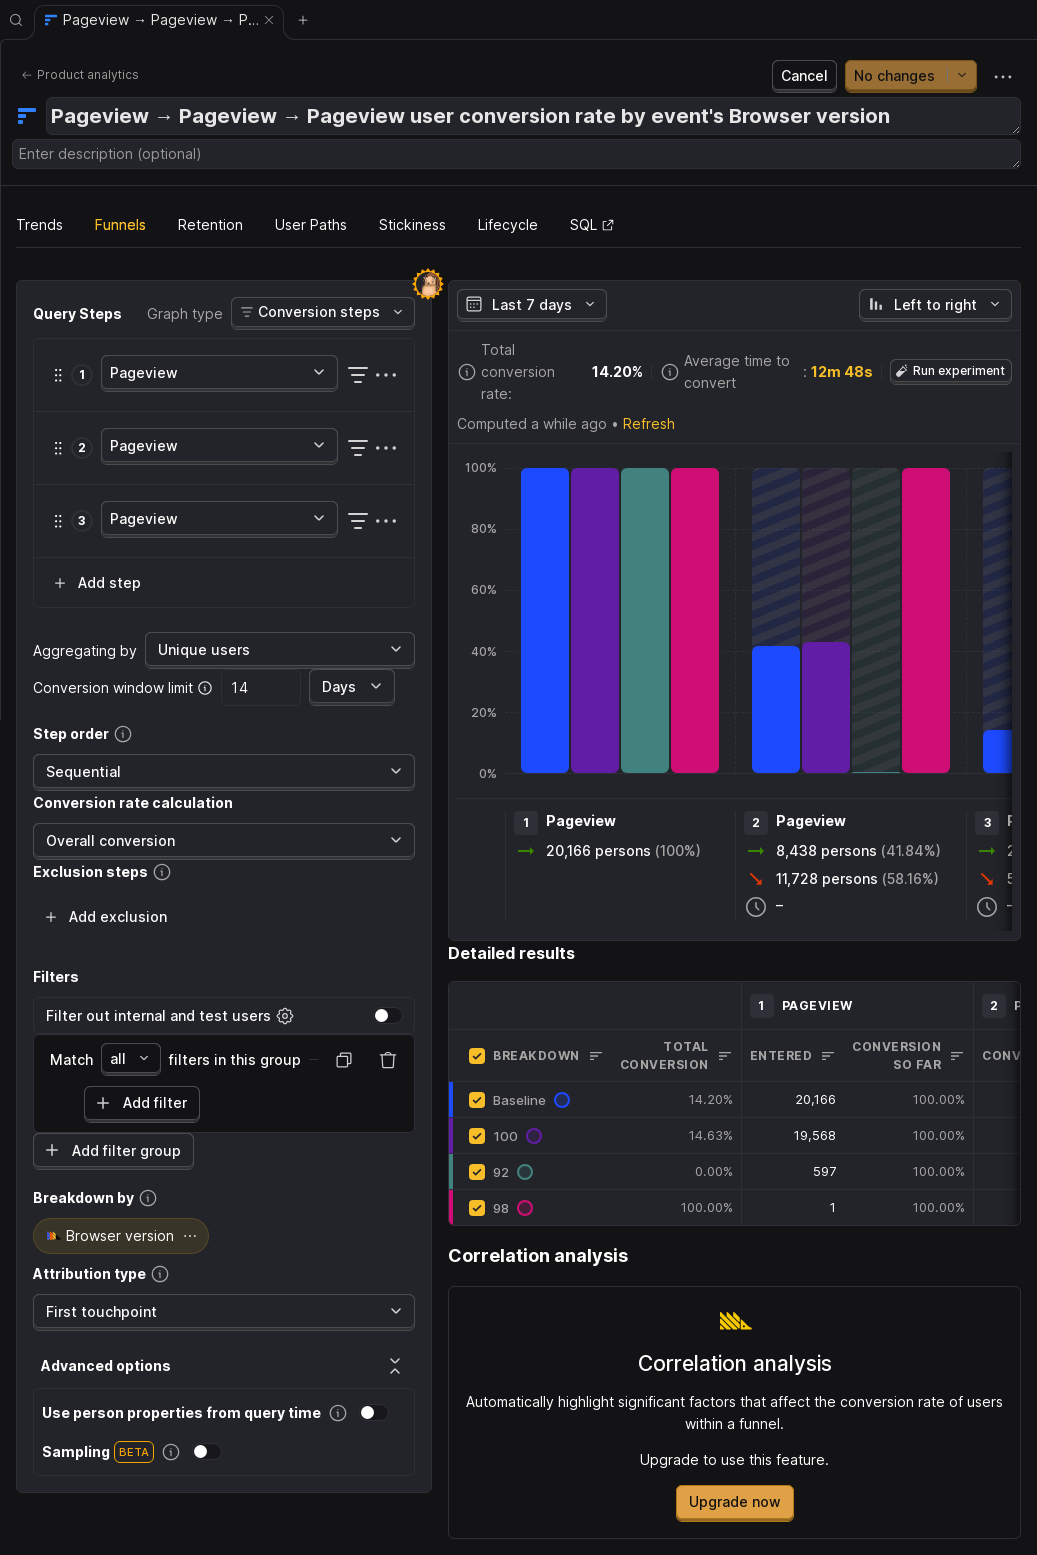 Pageview → Pageview → P...
Product analytics
Cancel
No changes
Pageview → Pageview → Pageview user conversion rate by event's Browser version
Enter description (optional)
Trends
Funnels
Retention
User Paths
Stickiness
Lifecycle
SQL
Query Steps
Graph type
Conversion steps
1
Pageview
2
Pageview
3
Pageview
Add step
Aggregating by
Unique users
Conversion window limit
14
Days
Step order
Sequential
Conversion rate calculation
Overall conversion
Exclusion steps
Add exclusion
Filters
Filter out internal and test users
Match
all
filters in this group
Add filter
Add filter group
Breakdown by
Browser version
Attribution type
First touchpoint
Advanced options
Use person properties from query time
Sampling
BETA
Last 7 days
Left to right
Total
conversion
rate:
14.20%
Average time to
convert
: 12m 48s
Run experiment
Computed a while ago • Refresh
100%
80%
60%
40%
20%
0%
1
Pageview
20,166 persons (100%)
2
Pageview
8,438 persons (41.84%)
11,728 persons (58.16%)
–
3
Detailed results
1 PAGEVIEW
2
BREAKDOWN
TOTAL
CONVERSION
ENTERED
CONVERSION
SO FAR
Baseline
14.20%
20,166
100.00%
100
14.63%
19,568
100.00%
92
0.00%
597
100.00%
98
100.00%
1
100.00%
Correlation analysis
Correlation analysis
Automatically highlight significant factors that affect the conversion rate of users
within a funnel.
Upgrade to use this feature.
Upgrade now